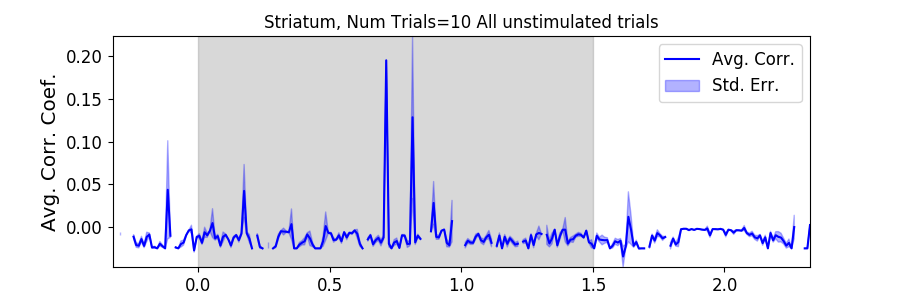 Striatum, Num Trials=10 All unstimulated trials
Avg. Corr. Coef.
0.20
0.15
0.10
0.05
0.00
Avg. Corr.
Std. Err.
0.0 0.5 1.0 1.5 2.0